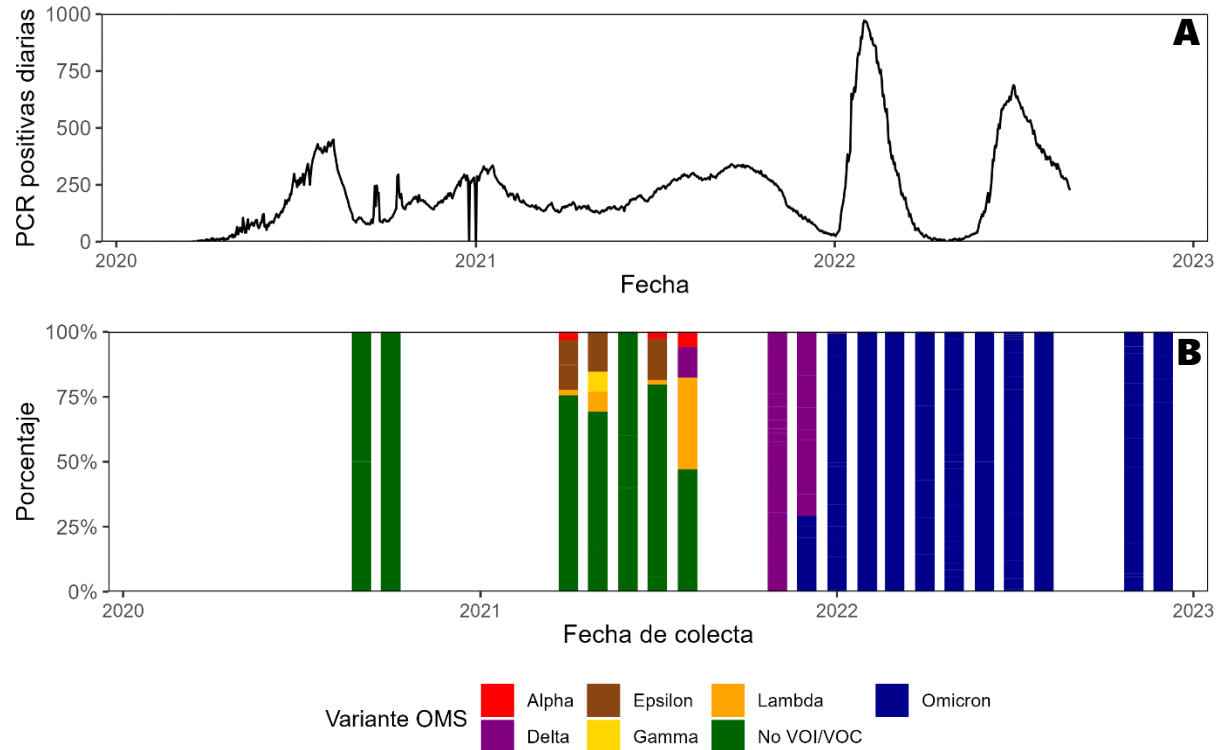 A
PCR positivas diarias
1000
750
500
250
0
2020
2021
2022
2023
Fecha
B
Porcentaje
100%
75%
50%
25%
0%
2020
2021
2022
2023
Fecha de colecta
Variante OMS
Alpha
Epsilon
Lambda
Omicron
Delta
Gamma
No VOI/VOC